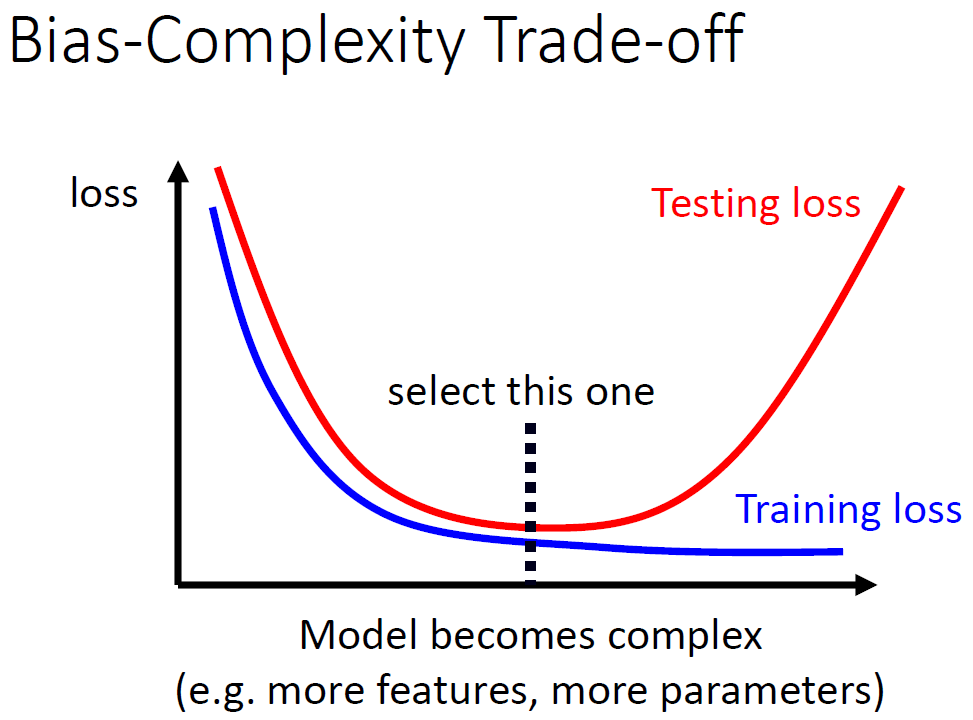 Bias-Complexity Trade-off
loss
Testing loss
select this one
Training loss
Model becomes complex
(e.g. more features, more parameters)